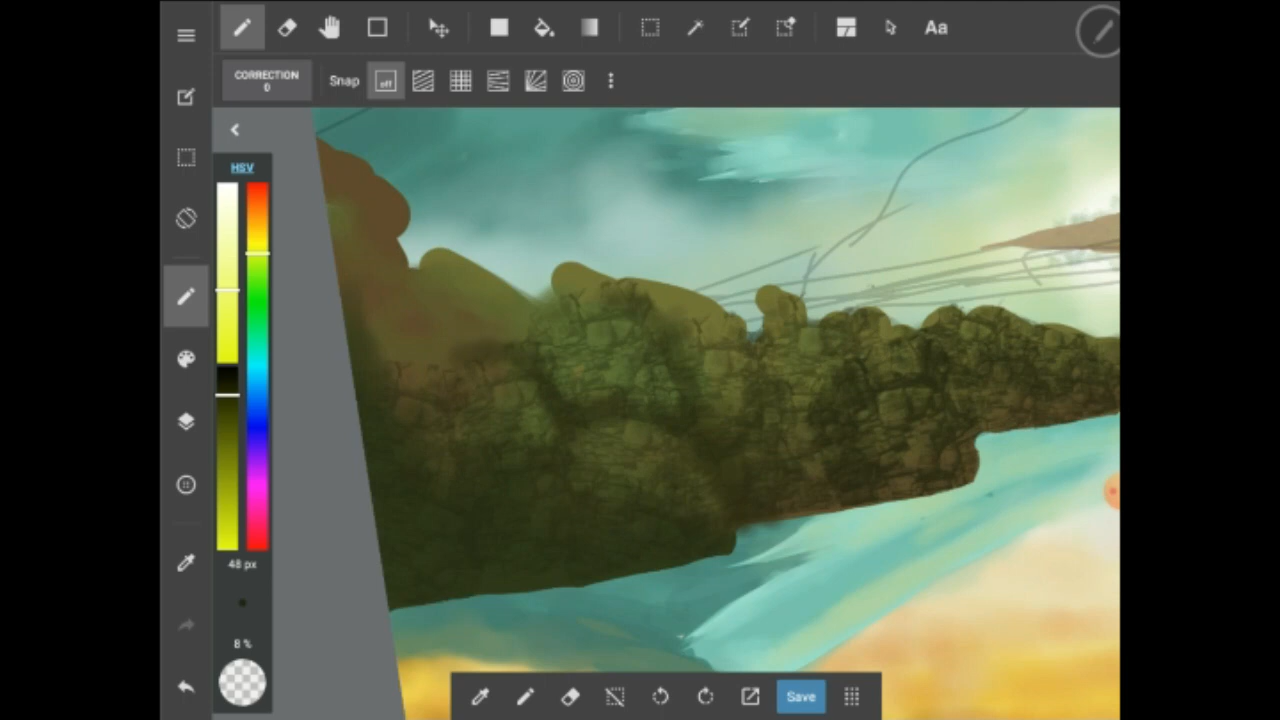 Aa
CORRECTION
0
Snap
off
HSV
48 px
8 %
Save